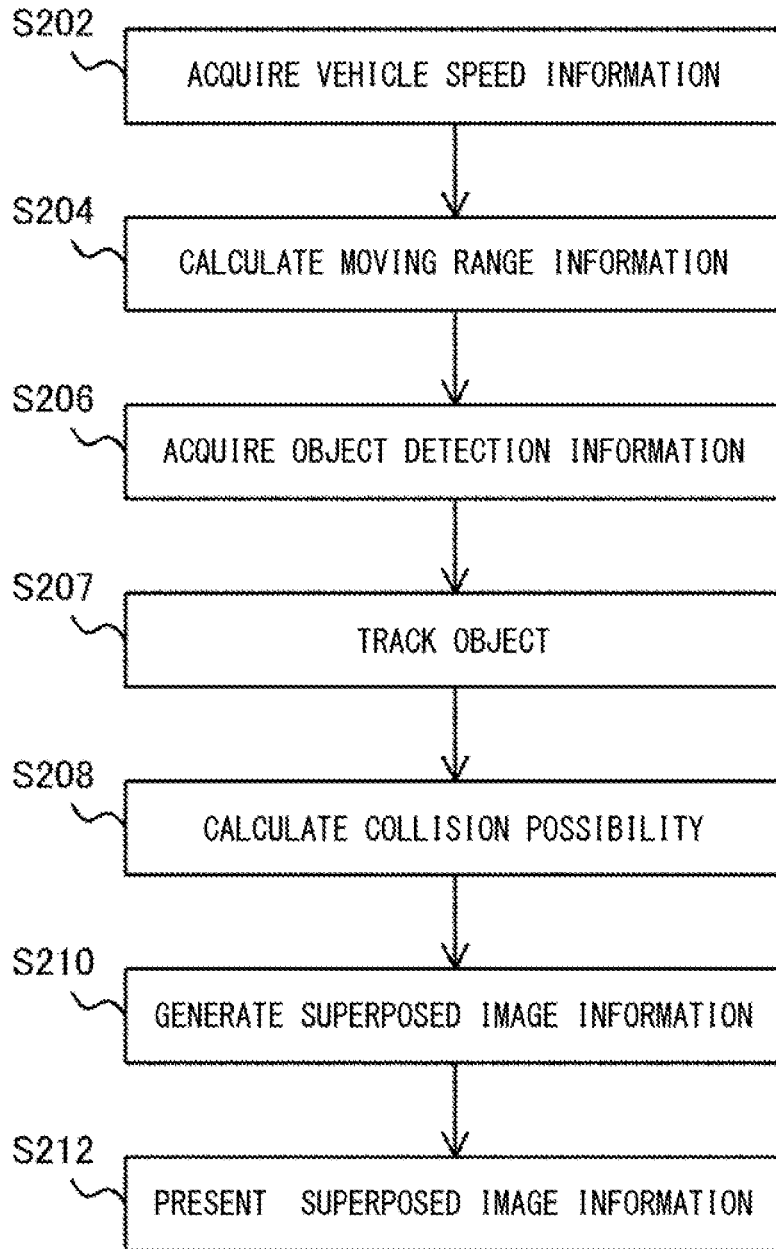 S202
ACQUIRE VEHICLE SPEED INFORMATION
S204
CALCULATE MOVING RANGE INFORMATION
S206
ACQUIRE OBJECT DETECTION INFORMATION
S207
TRACK OBJECT
S208
CALCULATE COLLISION POSSIBILITY
S210
GENERATE SUPERPOSED IMAGE INFORMATION
S212
PRESENT SUPERPOSED IMAGE INFORMATION